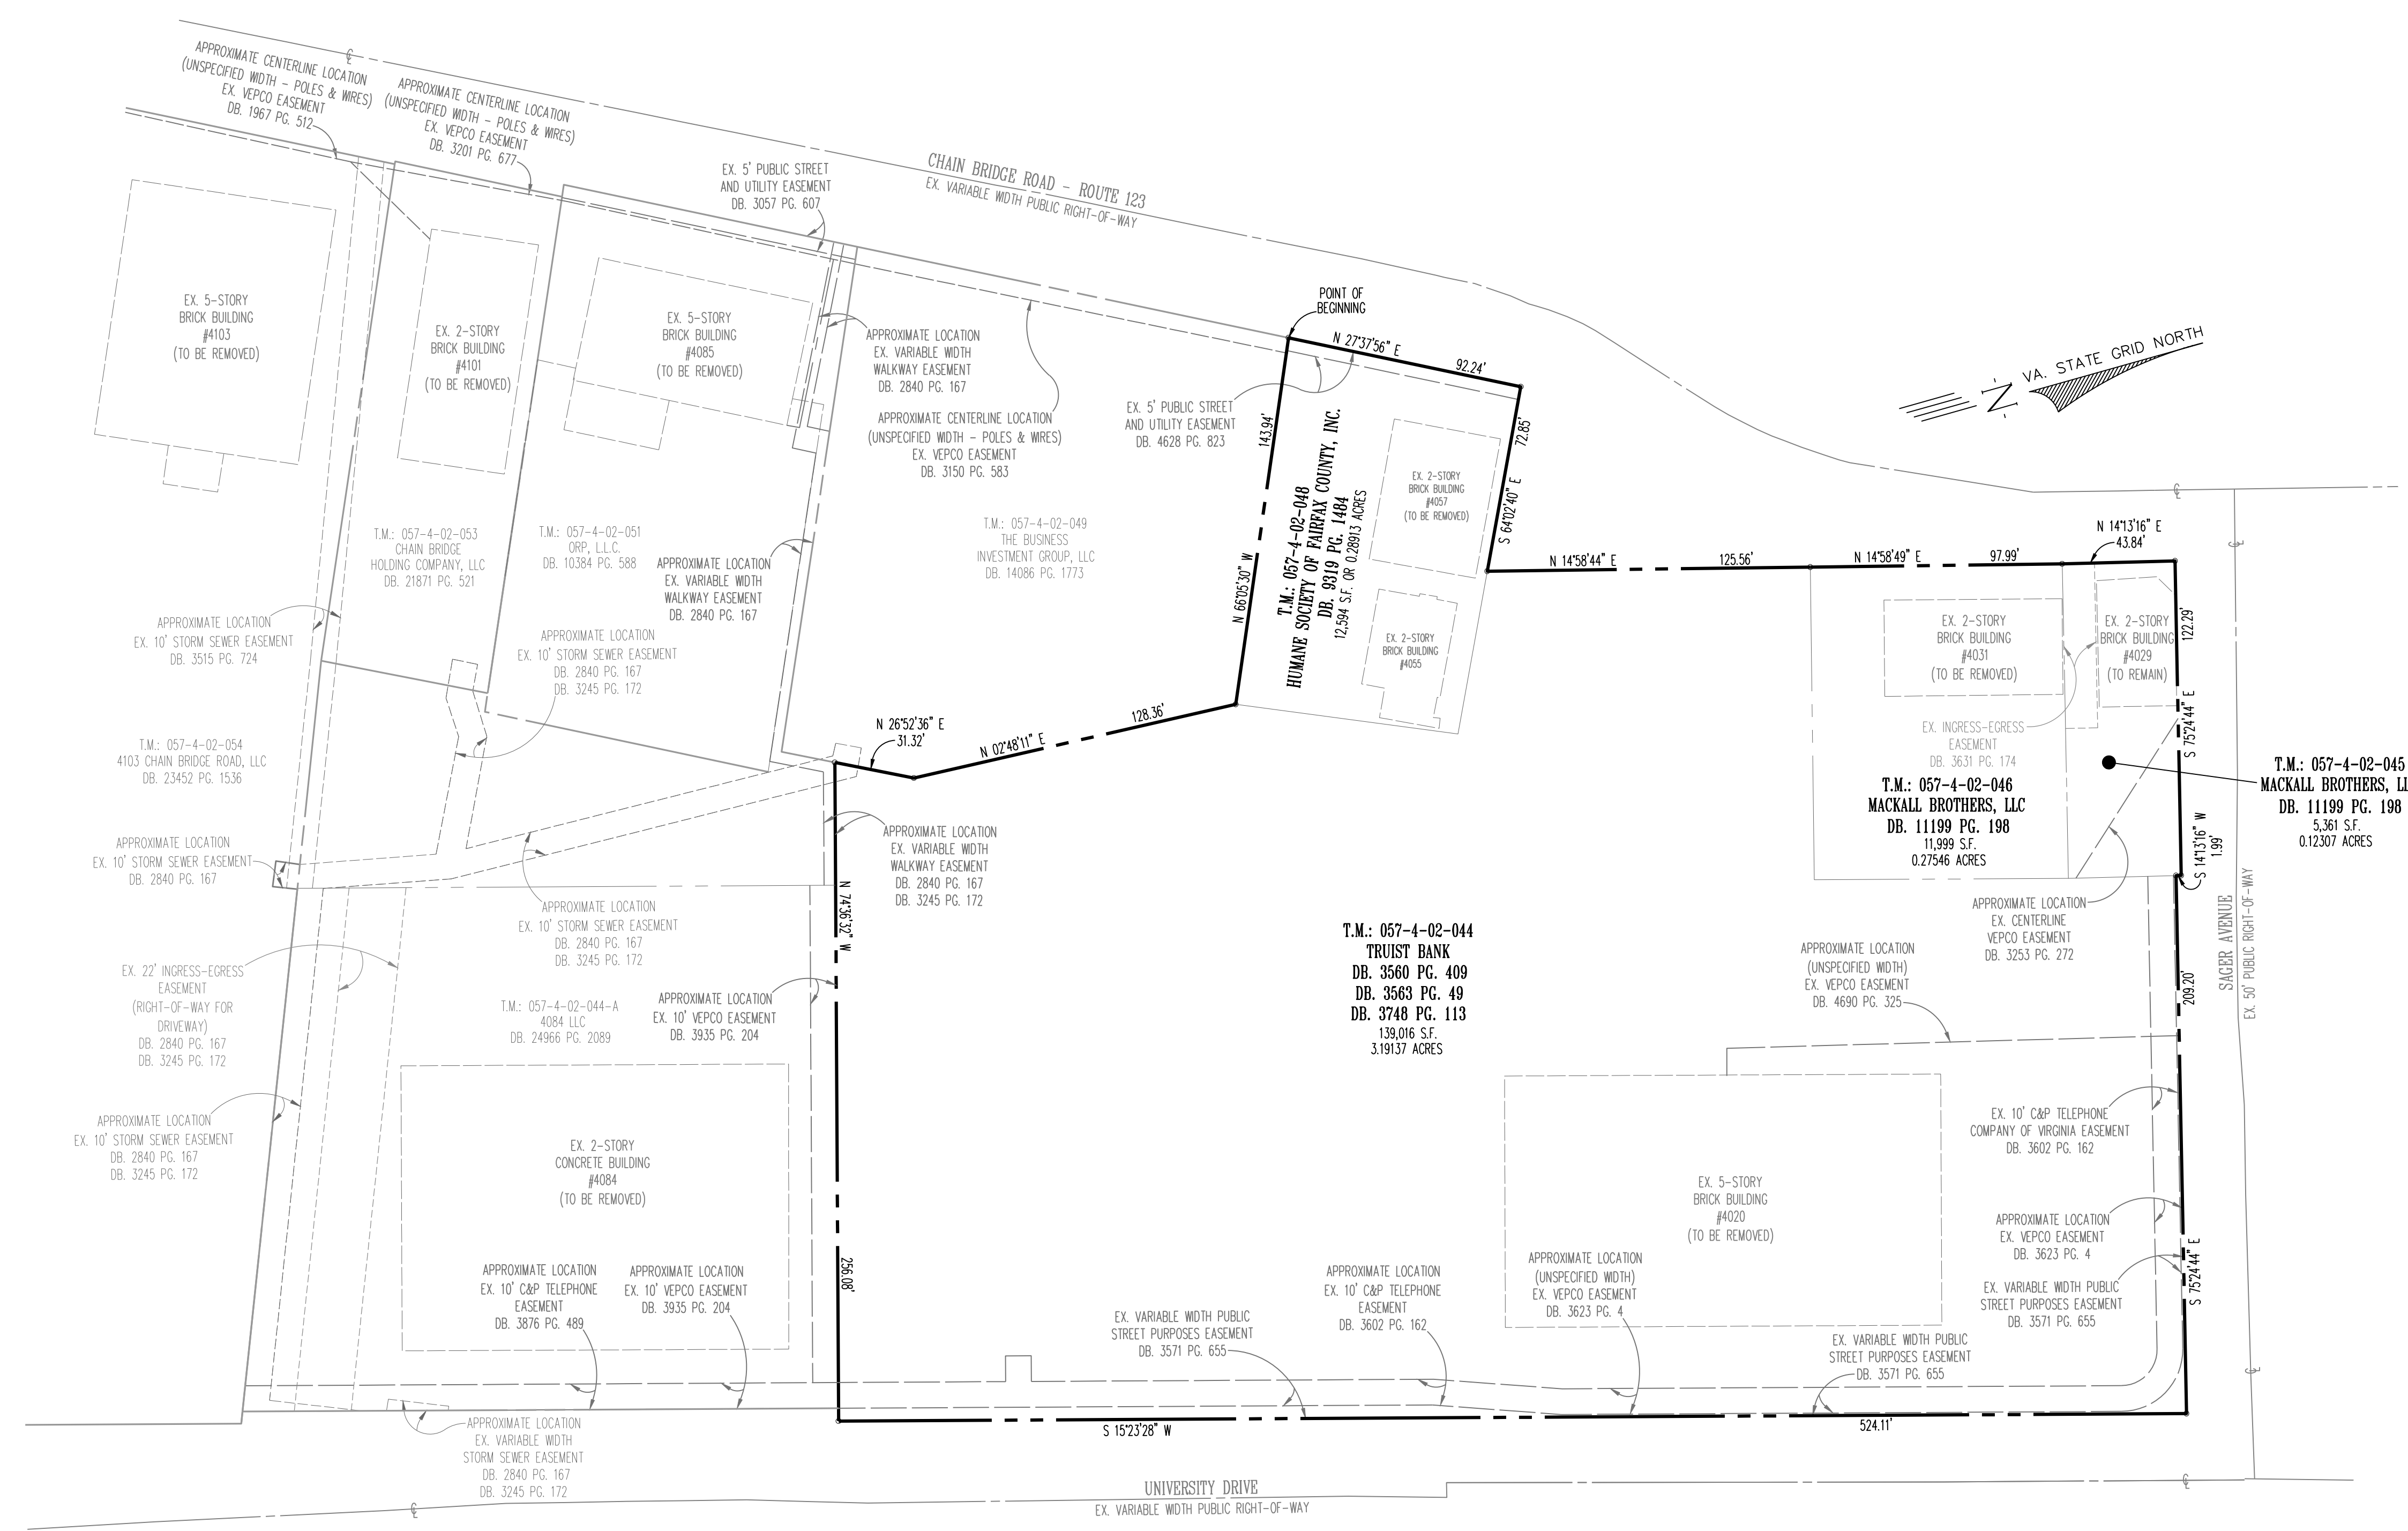 APPROXIMATE CENTERLINE LOCATION
(UNSPECIFIED WIDTH - POLES & WIRES)
EX. VEPCO EASEMENT
DB. 1967 PG. 512
APPROXIMATE CENTERLINE LOCATION
(UNSPECIFIED WIDTH - POLES & WIRES)
EX. VEPCO EASEMENT
DB. 3201 PG. 677
EX. 5' PUBLIC STREET
AND UTILITY EASEMENT
DB. 3057 PG. 607
CHAIN BRIDGE ROAD - ROUTE 123
EX. VARIABLE WIDTH PUBLIC RIGHT-OF-WAY
EX. 5-STORY
BRICK BUILDING
#4103
(TO BE REMOVED)
EX. 2-STORY
BRICK BUILDING
#4101
(TO BE REMOVED)
EX. 5-STORY
BRICK BUILDING
#4085
(TO BE REMOVED)
APPROXIMATE LOCATION
EX. VARIABLE WIDTH
WALKWAY EASEMENT
DB. 2840 PG. 167
APPROXIMATE CENTERLINE LOCATION
(UNSPECIFIED WIDTH - POLES & WIRES)
EX. VEPCO EASEMENT
DB. 3150 PG. 583
POINT OF
BEGINNING
N 27°37'56" E
92.24'
EX. 5' PUBLIC STREET
AND UTILITY EASEMENT
DB. 4628 PG. 823
143.94'
N 66°05'30" W
T.M.: 057-4-02-048
HUMANE SOCIETY OF FAIRFAX COUNTY, INC.
DB. 9319 PG. 1484
12,594 S.F. OR 0.28913 ACRES
72.85'
S 64°02'40" E
EX. 2-STORY
BRICK BUILDING
#4057
(TO BE REMOVED)
EX. 2-STORY
BRICK BUILDING
#4055
VA. STATE GRID NORTH
N
N 14°58'44" E
125.56'
N 14°58'49" E
97.99'
N 14°13'16" E
43.84'
T.M.: 057-4-02-053
CHAIN BRIDGE
HOLDING COMPANY, LLC
DB. 21871 PG. 521
T.M.: 057-4-02-051
ORP, L.L.C.
DB. 10384 PG. 588
APPROXIMATE LOCATION
EX. VARIABLE WIDTH
WALKWAY EASEMENT
DB. 2840 PG. 167
T.M.: 057-4-02-049
THE BUSINESS
INVESTMENT GROUP, LLC
DB. 14086 PG. 1773
APPROXIMATE LOCATION
EX. 10' STORM SEWER EASEMENT
DB. 3515 PG. 724
APPROXIMATE LOCATION
EX. 10' STORM SEWER EASEMENT
DB. 2840 PG. 167
DB. 3245 PG. 172
EX. 2-STORY
BRICK BUILDING
#4031
(TO BE REMOVED)
EX. 2-STORY
BRICK BUILDING
#4029
(TO REMAIN)
122.29'
S 75°24'44" E
EX. INGRESS-EGRESS
EASEMENT
DB. 3631 PG. 174
T.M.: 057-4-02-046
MACKALL BROTHERS, LLC
DB. 11199 PG. 198
11,999 S.F.
0.27546 ACRES
T.M.: 057-4-02-045
MACKALL BROTHERS, LL
DB. 11199 PG. 198
5,361 S.F.
0.12307 ACRES
S 14°13'16" W
1.99'
T.M.: 057-4-02-054
4103 CHAIN BRIDGE ROAD, LLC
DB. 23452 PG. 1536
N 26°52'36" E
31.32'
N 02°48'11" E
128.36'
APPROXIMATE LOCATION
EX. 10' STORM SEWER EASEMENT
DB. 2840 PG. 167
APPROXIMATE LOCATION
EX. VARIABLE WIDTH
WALKWAY EASEMENT
DB. 2840 PG. 167
DB. 3245 PG. 172
N 74°36'32" W
256.08'
APPROXIMATE LOCATION
EX. 10' STORM SEWER EASEMENT
DB. 2840 PG. 167
DB. 3245 PG. 172
T.M.: 057-4-02-044
TRUIST BANK
DB. 3560 PG. 409
DB. 3563 PG. 49
DB. 3748 PG. 113
139,016 S.F.
3.19137 ACRES
APPROXIMATE LOCATION
EX. CENTERLINE
VEPCO EASEMENT
DB. 3253 PG. 272
APPROXIMATE LOCATION
(UNSPECIFIED WIDTH)
EX. VEPCO EASEMENT
DB. 4690 PG. 325
SAGER AVENUE
EX. 50' PUBLIC RIGHT-OF-WAY
209.20'
S 75°24'44" E
EX. 22' INGRESS-EGRESS
EASEMENT
(RIGHT-OF-WAY FOR
DRIVEWAY)
DB. 2840 PG. 167
DB. 3245 PG. 172
T.M.: 057-4-02-044-A
4084 LLC
DB. 24966 PG. 2089
APPROXIMATE LOCATION
EX. 10' VEPCO EASEMENT
DB. 3935 PG. 204
APPROXIMATE LOCATION
EX. 10' STORM SEWER EASEMENT
DB. 2840 PG. 167
DB. 3245 PG. 172
EX. 2-STORY
CONCRETE BUILDING
#4084
(TO BE REMOVED)
EX. 5-STORY
BRICK BUILDING
#4020
(TO BE REMOVED)
EX. 10' C&P TELEPHONE
COMPANY OF VIRGINIA EASEMENT
DB. 3602 PG. 162
APPROXIMATE LOCATION
EX. VEPCO EASEMENT
DB. 3623 PG. 4
EX. VARIABLE WIDTH PUBLIC
STREET PURPOSES EASEMENT
DB. 3571 PG. 655
APPROXIMATE LOCATION
EX. 10' C&P TELEPHONE
EASEMENT
DB. 3876 PG. 489
APPROXIMATE LOCATION
EX. 10' VEPCO EASEMENT
DB. 3935 PG. 204
EX. VARIABLE WIDTH PUBLIC
STREET PURPOSES EASEMENT
DB. 3571 PG. 655
APPROXIMATE LOCATION
EX. 10' C&P TELEPHONE
EASEMENT
DB. 3602 PG. 162
APPROXIMATE LOCATION
(UNSPECIFIED WIDTH)
EX. VEPCO EASEMENT
DB. 3623 PG. 4
EX. VARIABLE WIDTH PUBLIC
STREET PURPOSES EASEMENT
DB. 3571 PG. 655
S 15°23'28" W
524.11'
APPROXIMATE LOCATION
EX. VARIABLE WIDTH
STORM SEWER EASEMENT
DB. 2840 PG. 167
DB. 3245 PG. 172
UNIVERSITY DRIVE
EX. VARIABLE WIDTH PUBLIC RIGHT-OF-WAY